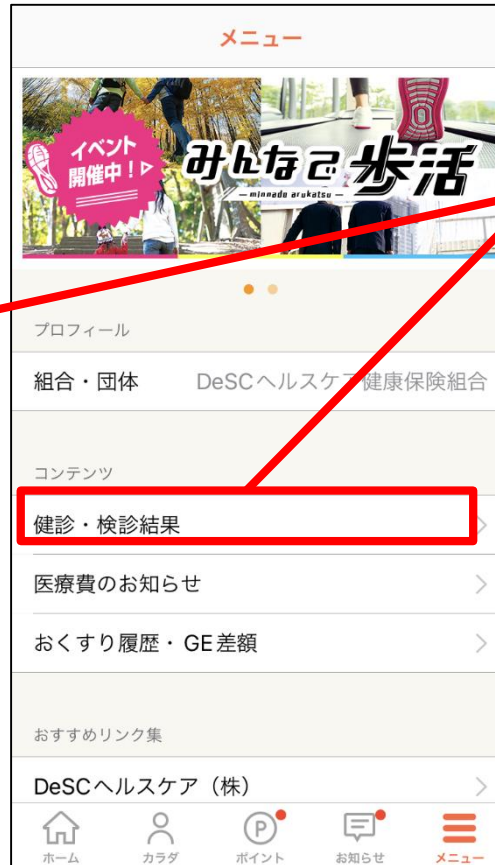 メニュー
イベント
開催中！
みんなで歩活
minnade arukatsu
プロフィール
組合・団体 DeSCヘルスケア健康保険組合
コンテンツ
健診・検診結果
医療費のお知らせ
おくすり履歴・GE差額
おすすめリンク集
DeSCヘルスケア（株）
P
ホーム カラダ ポイント お知らせ メニュー